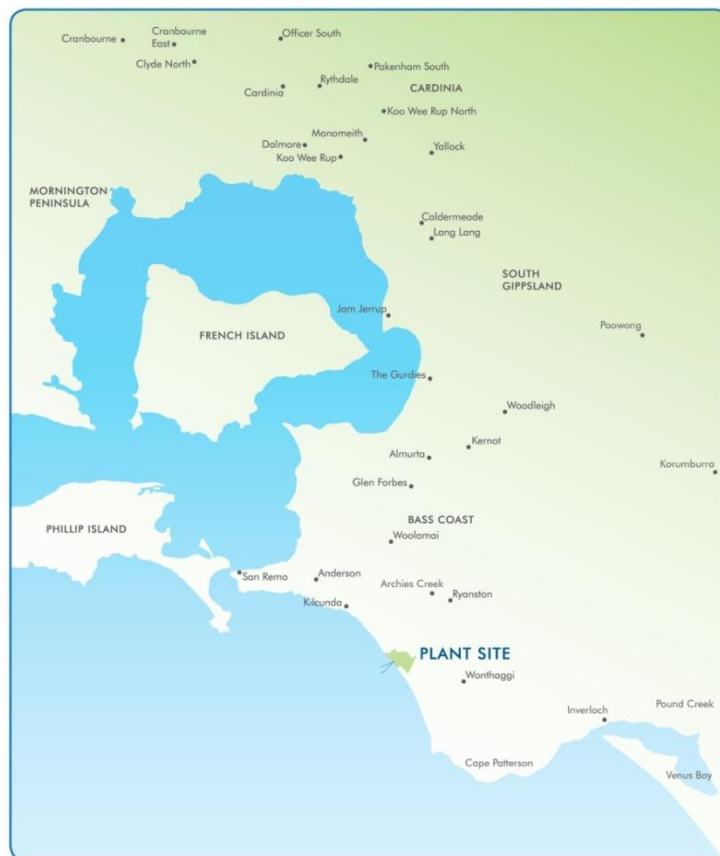 Cranbourne
Cranbourne
East
Officer South
Clyde North
Pakenham South
Cardinia
Rythdale
CARDINIA
Koo Wee Rup North
Monomeith
Dalmore
Koo Wee Rup
Yallock
MORNINGTON
PENINSULA
Caldermeade
Lang Lang
SOUTH
GIPPSLAND
Jam Jerrup
FRENCH ISLAND
Poowong
The Gurdies
Woodleigh
Kernot
Almurta
Korumburra
Glen Forbes
BASS COAST
PHILLIP ISLAND
Woolamai
San Remo
Anderson
Archies Creek
Ryanston
Kilcunda
PLANT SITE
Wonthaggi
Pound Creek
Inverloch
Cape Patterson
Venus Bay